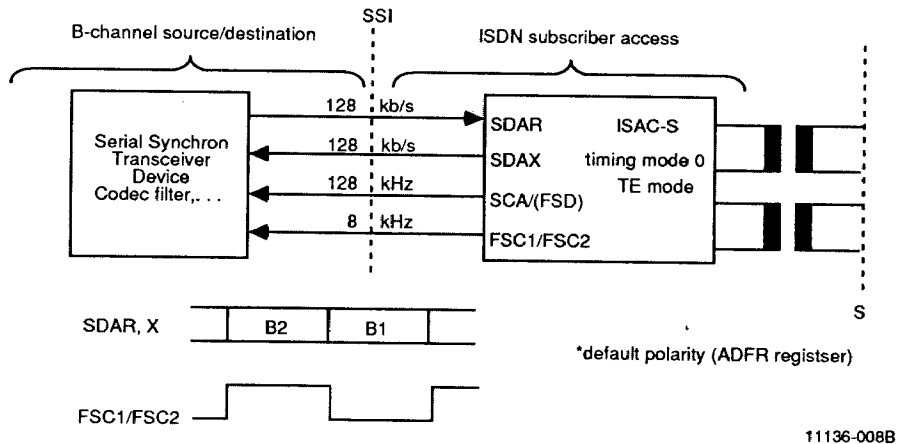 SSI
B-channel source/destination
ISDN subscriber access
128 kb/s
128 kb/s
128 kHz
8 kHz
Serial Synchron
Transceiver
Device
Codec filter,. . .
SDAR
SDAX
SCA/(FSD)
FSC1/FSC2
ISAC-S
timing mode 0
TE mode
S
SDAR, X
B2
B1
*default polarity (ADFR registser)
FSC1/FSC2
11136-008B